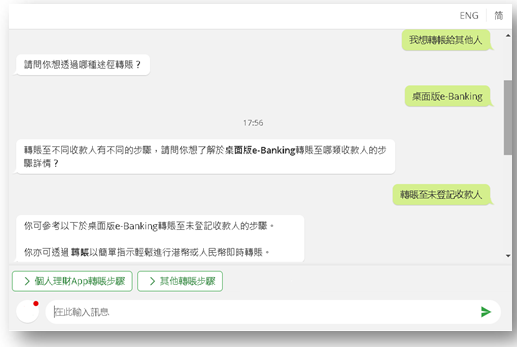 ENG 简
我想轉帳給其他人
請問你想透過哪種途徑轉賬？
桌面版e-Banking
17:56
轉賬至不同收款人有不同的步驟，請問你想了解於桌面版e-Banking轉賬至哪類收款人的步
驟詳情？
轉賬至未登記收款人
你可參考以下於桌面版e-Banking轉賬至未登記收款人的步驟。
你亦可透過 轉賬以簡單指示輕鬆進行港幣或人民幣即時轉賬。
個人理財App轉賬步驟 其他轉賬步驟
在此輸入訊息